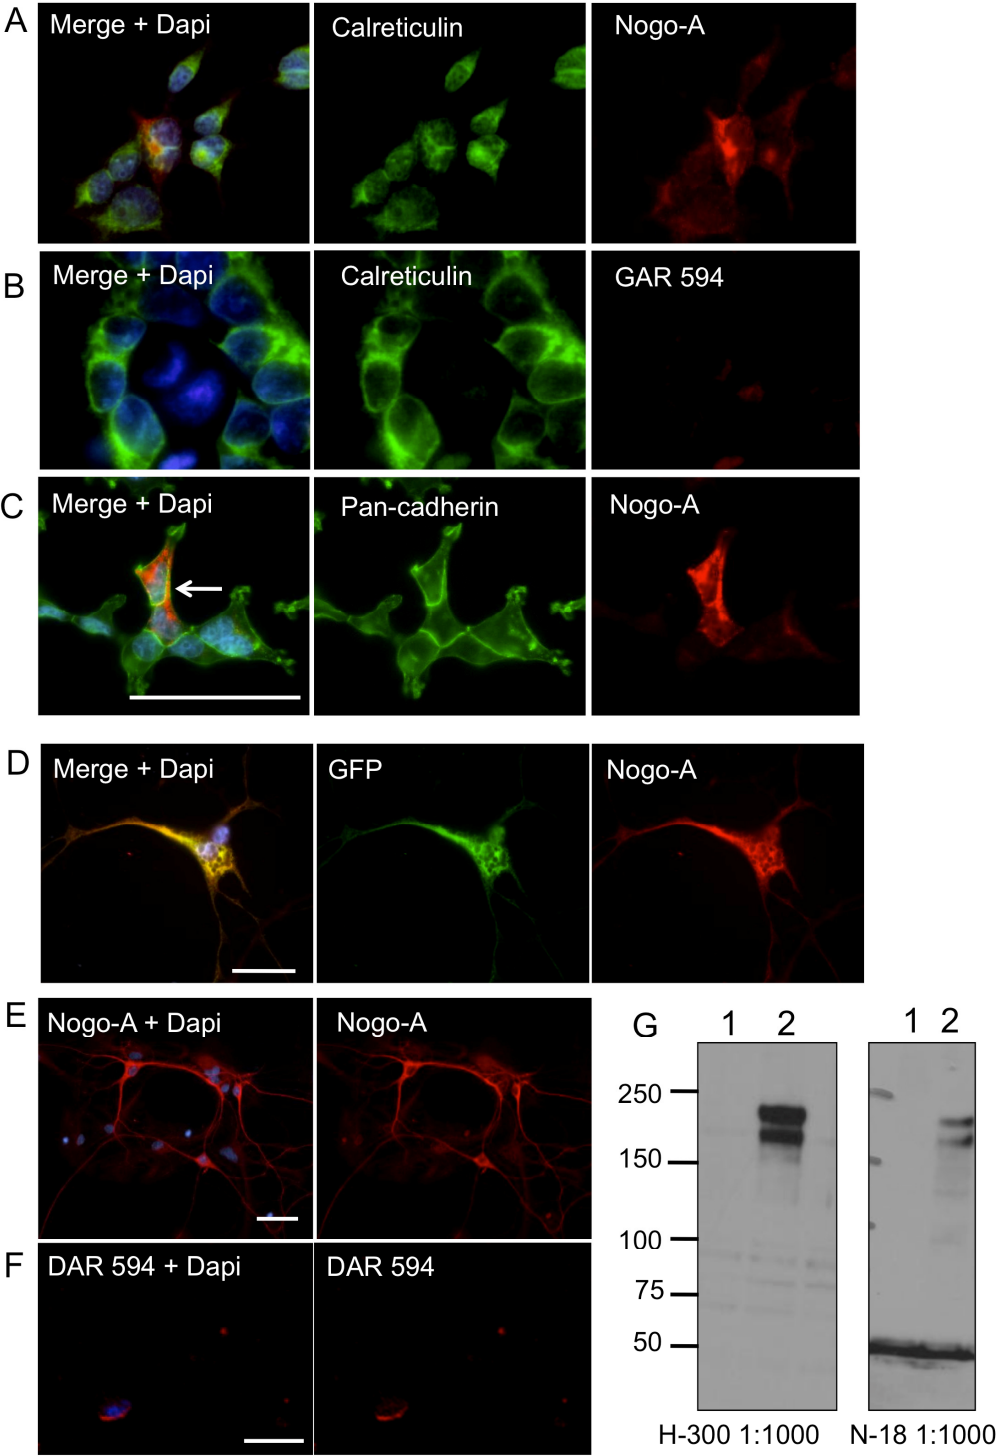 A
Merge + Dapi
Calreticulin
Nogo-A
B
Merge + Dapi
Calreticulin
GAR 594
C
Merge + Dapi
Pan-cadherin
Nogo-A
D
Merge + Dapi
GFP
Nogo-A
E
Nogo-A + Dapi
Nogo-A
F
DAR 594 + Dapi
DAR 594
G
1 2
1 2
250
150
100
75
50
H-300 1:1000
N-18 1:1000